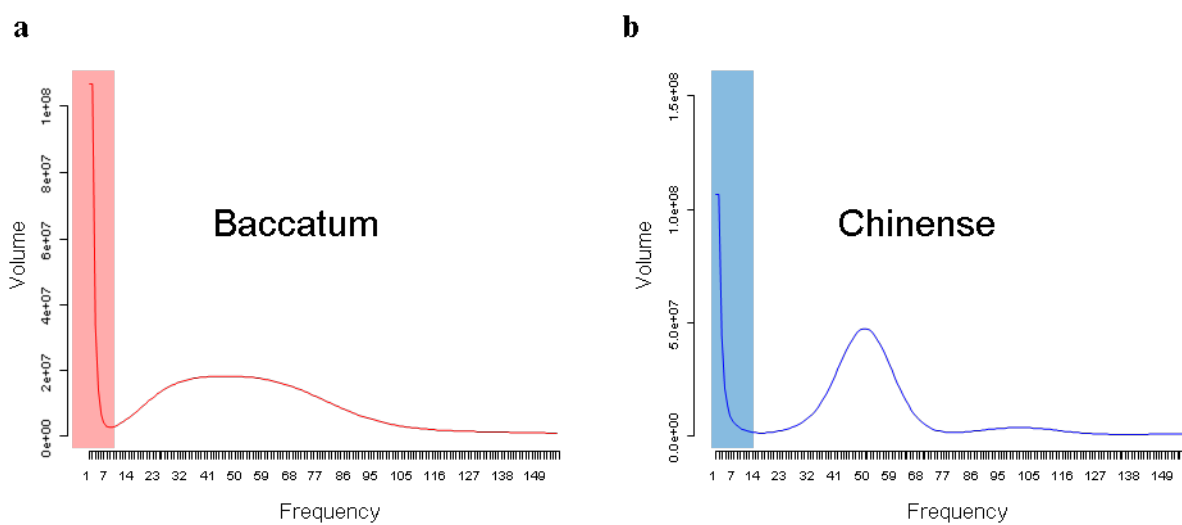 a
1e+08
8e+07
6e+07
4e+07
2e+07
0e+00
Volume
Baccatum
1 7 14 23 32 41 50 59 68 77 86 95 105 116 127 138 149
Frequency
b
1.5e+08
1.0e+08
5.0e+07
0.0e+00
Volume
Chinense
1 7 14 23 32 41 50 59 68 77 86 95 105 116 127 138 149
Frequency